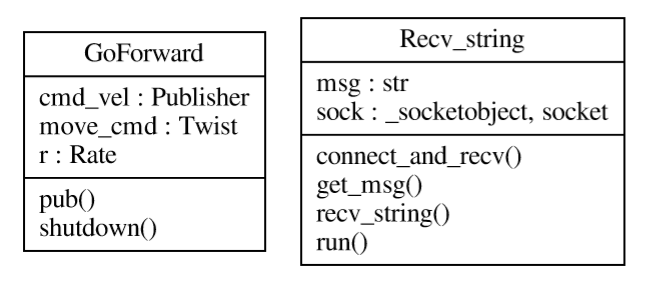 GoForward
cmd_vel : Publisher
move_cmd : Twist
r : Rate
pub()
shutdown()
Recv_string
msg : str
sock : _socketobject, socket
connect_and_recv()
get_msg()
recv_string()
run()